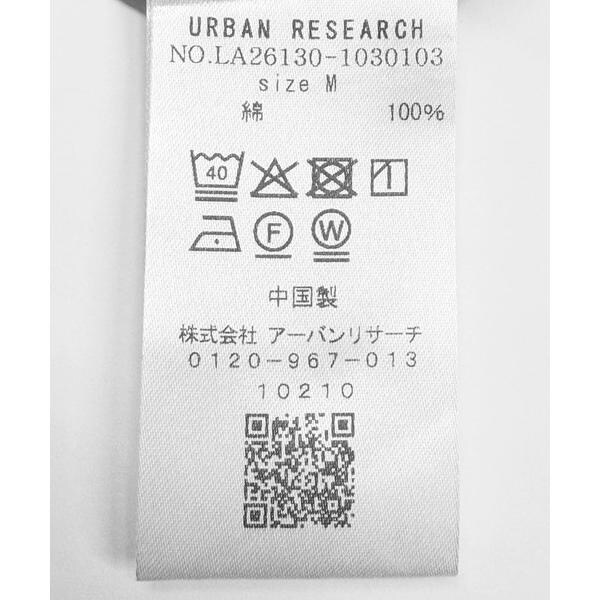 URBAN RESEARCH
NO.LA26130-1030103
size M
綿 100%
40
F W
中国製
株式会社 アーバンリサーチ
0120-967-013
10210